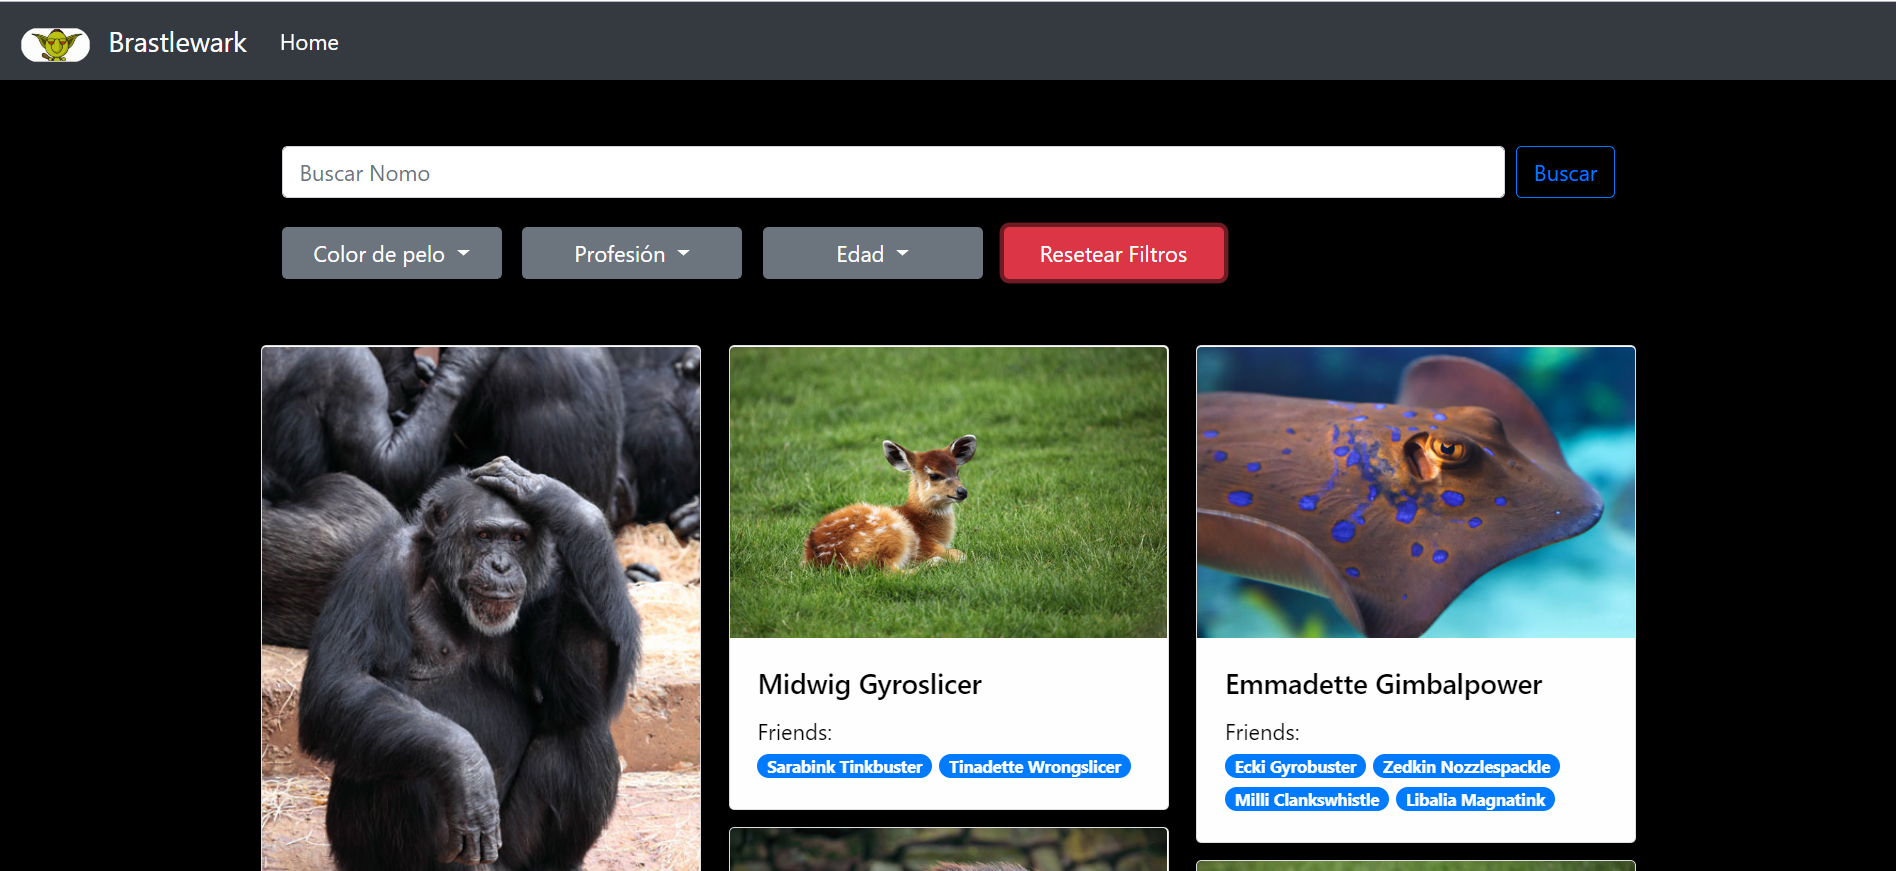 Brastlewark Home
Buscar Nomo
Buscar
Color de pelo
Profesión
Edad
Resetear Filtros
Midwig Gyroslicer
Friends:
Sarabink Tinkbuster Tinadette Wrongslicer
Emmadette Gimbalpower
Friends:
Ecki Gyrobuster Zedkin Nozzlespackle
Milli Clankswhistle Libalia Magnatink